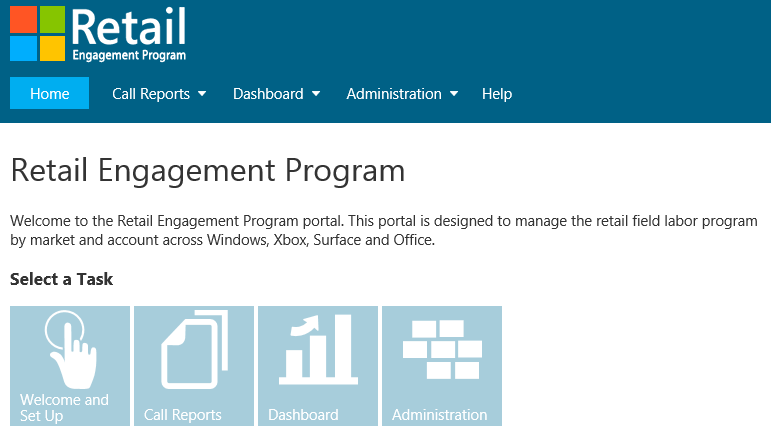 Retail
Engagement Program
Home
Call Reports
Dashboard
Administration
Help
Retail Engagement Program
Welcome to the Retail Engagement Program portal. This portal is designed to manage the retail field labor program
by market and account across Windows, Xbox, Surface and Office.
Select a Task
Welcome and
Set Up
Call Reports
Dashboard
Administration